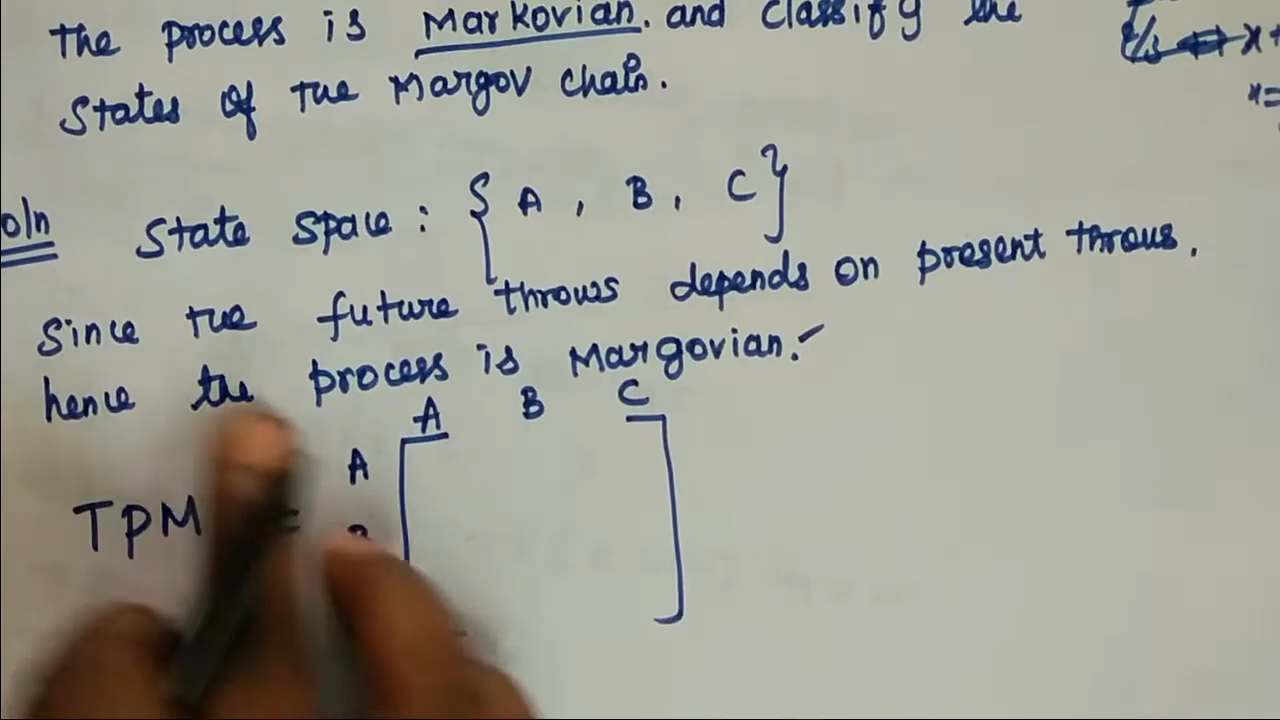 the process is Markovian. and classify the
States of the Margov chain.
oln State space : { A , B , C }
Since the future throws depends on present throws.
hence the process is Margovian.
A B C
A
TPM =
x=